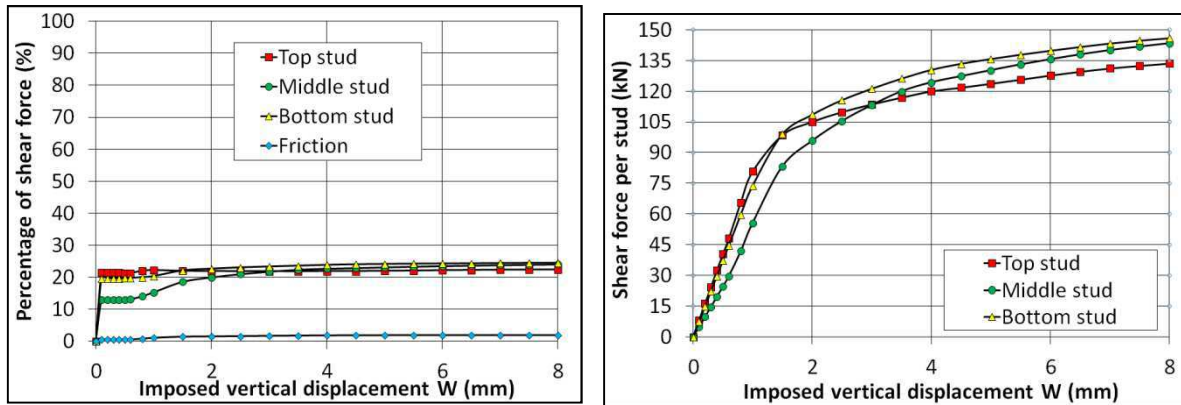 Percentage of shear force (%)
100
90
80
70
60
50
40
30
20
10
0
Top stud
Middle stud
Bottom stud
Friction
0 2 4 6 8
Imposed vertical displacement W (mm)
Shear force per stud (kN)
150
135
120
105
90
75
60
45
30
15
0
Top stud
Middle stud
Bottom stud
0 2 4 6 8
Imposed vertical displacement W (mm)